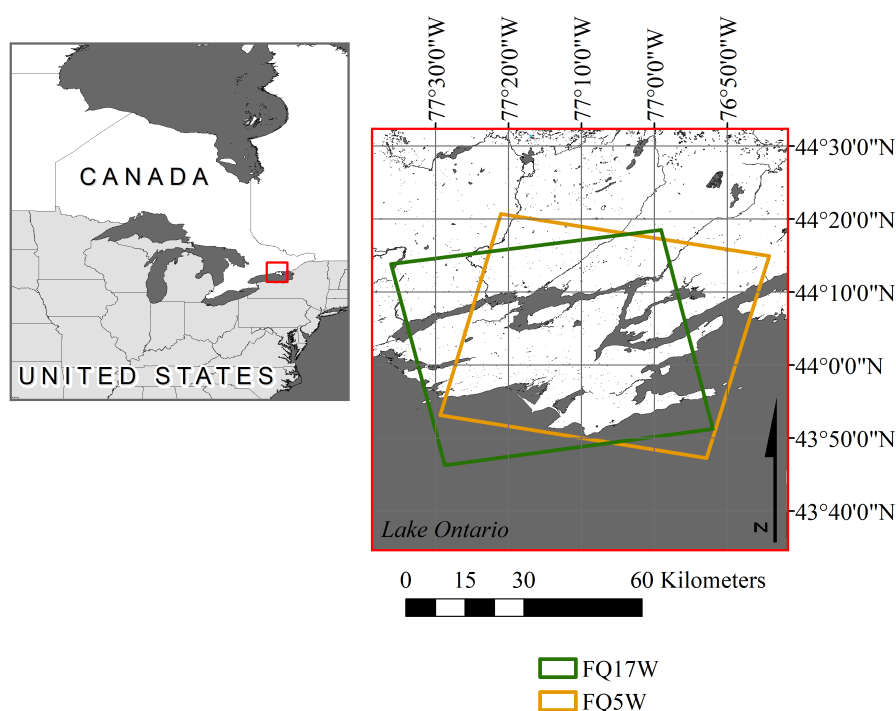 77°30'0"W
77°20'0"W
77°10'0"W
77°0'0"W
76°50'0"W
CANADA
UNITED STATES
44°30'0"N
44°20'0"N
44°10'0"N
44°0'0"N
43°50'0"N
43°40'0"N
Lake Ontario
N
0 15 30 60 Kilometers
FQ17W
FQ5W